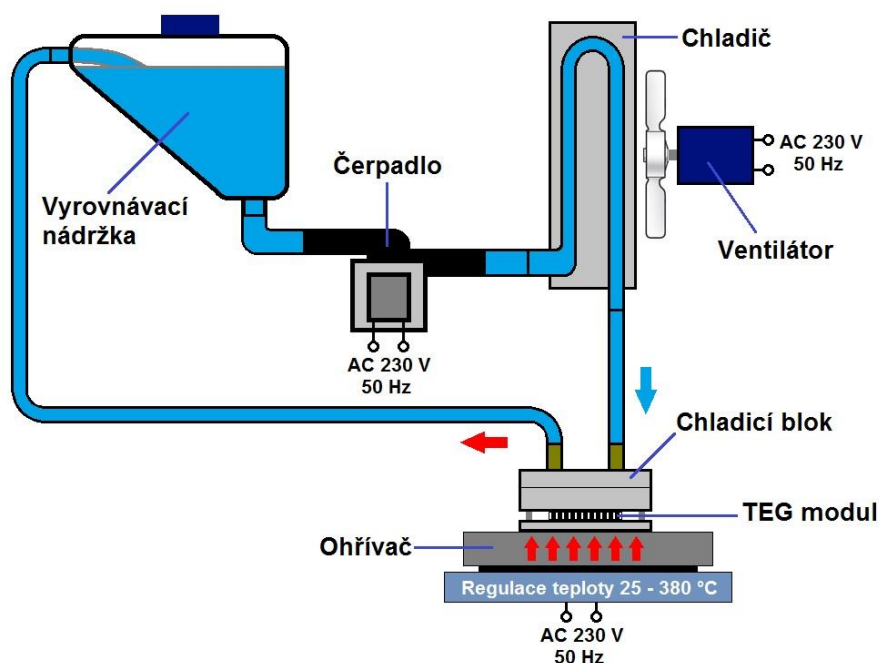 Chladič
AC 230 V
50 Hz
Čerpadlo
Vyrovnávací
nádržka
Ventilátor
AC 230 V
50 Hz
Chladicí blok
TEG modul
Ohřívač
Regulace teploty 25 - 380 °C
AC 230 V
50 Hz